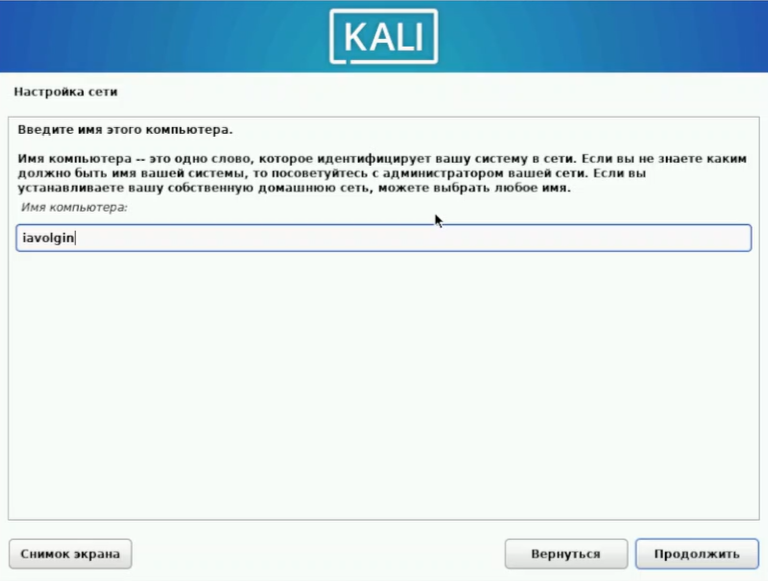 KALI
Настройка сети
Введите имя этого компьютера.
Имя компьютера -- это одно слово, которое идентифицирует вашу систему в сети. Если вы не знаете каким
должно быть имя вашей системы, то посоветуйтесь с администратором вашей сети. Если вы
устанавливаете вашу собственную домашнюю сеть, можете выбрать любое имя.
Имя компьютера:
iavolgin
Снимок экрана
Вернуться
Продолжить